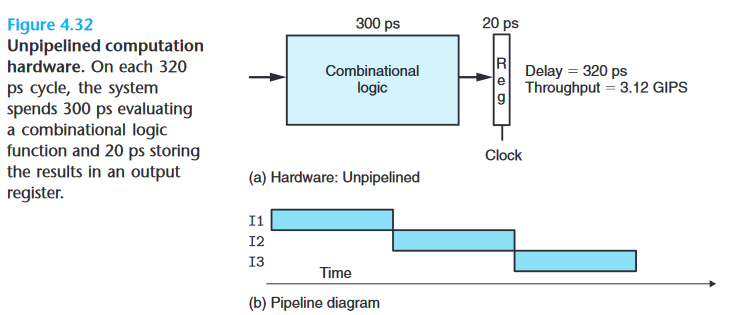 Figure 4.32
Unpipelined computation
hardware. On each 320
ps cycle, the system
spends 300 ps evaluating
a combinational logic
function and 20 ps storing
the results in an output
register.
300 ps
20 ps
Combinational
logic
R
e
g
Delay = 320 ps
Throughput = 3.12 GIPS
Clock
(a) Hardware: Unpipelined
I1
I2
I3
Time
(b) Pipeline diagram